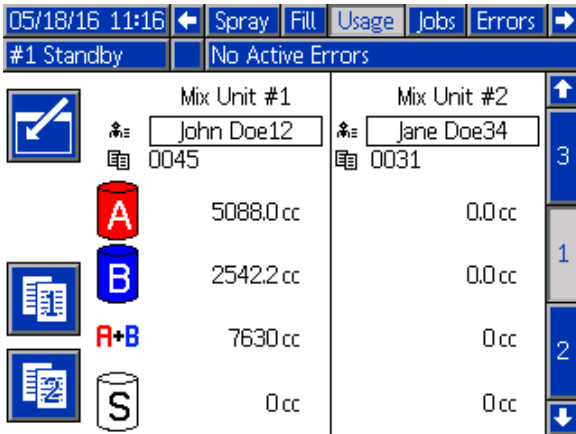 05/18/16 11:16 Spray Fill Usage Jobs Errors
#1 Standby No Active Errors
Mix Unit #1 Mix Unit #2
John Doe12 Jane Doe34
0045 0031
3
A 5088.0 cc 0.0 cc
1
B 2542.2 cc 0.0 cc
1
A+B 7630 cc 0 cc
2
2
S 0 cc 0 cc